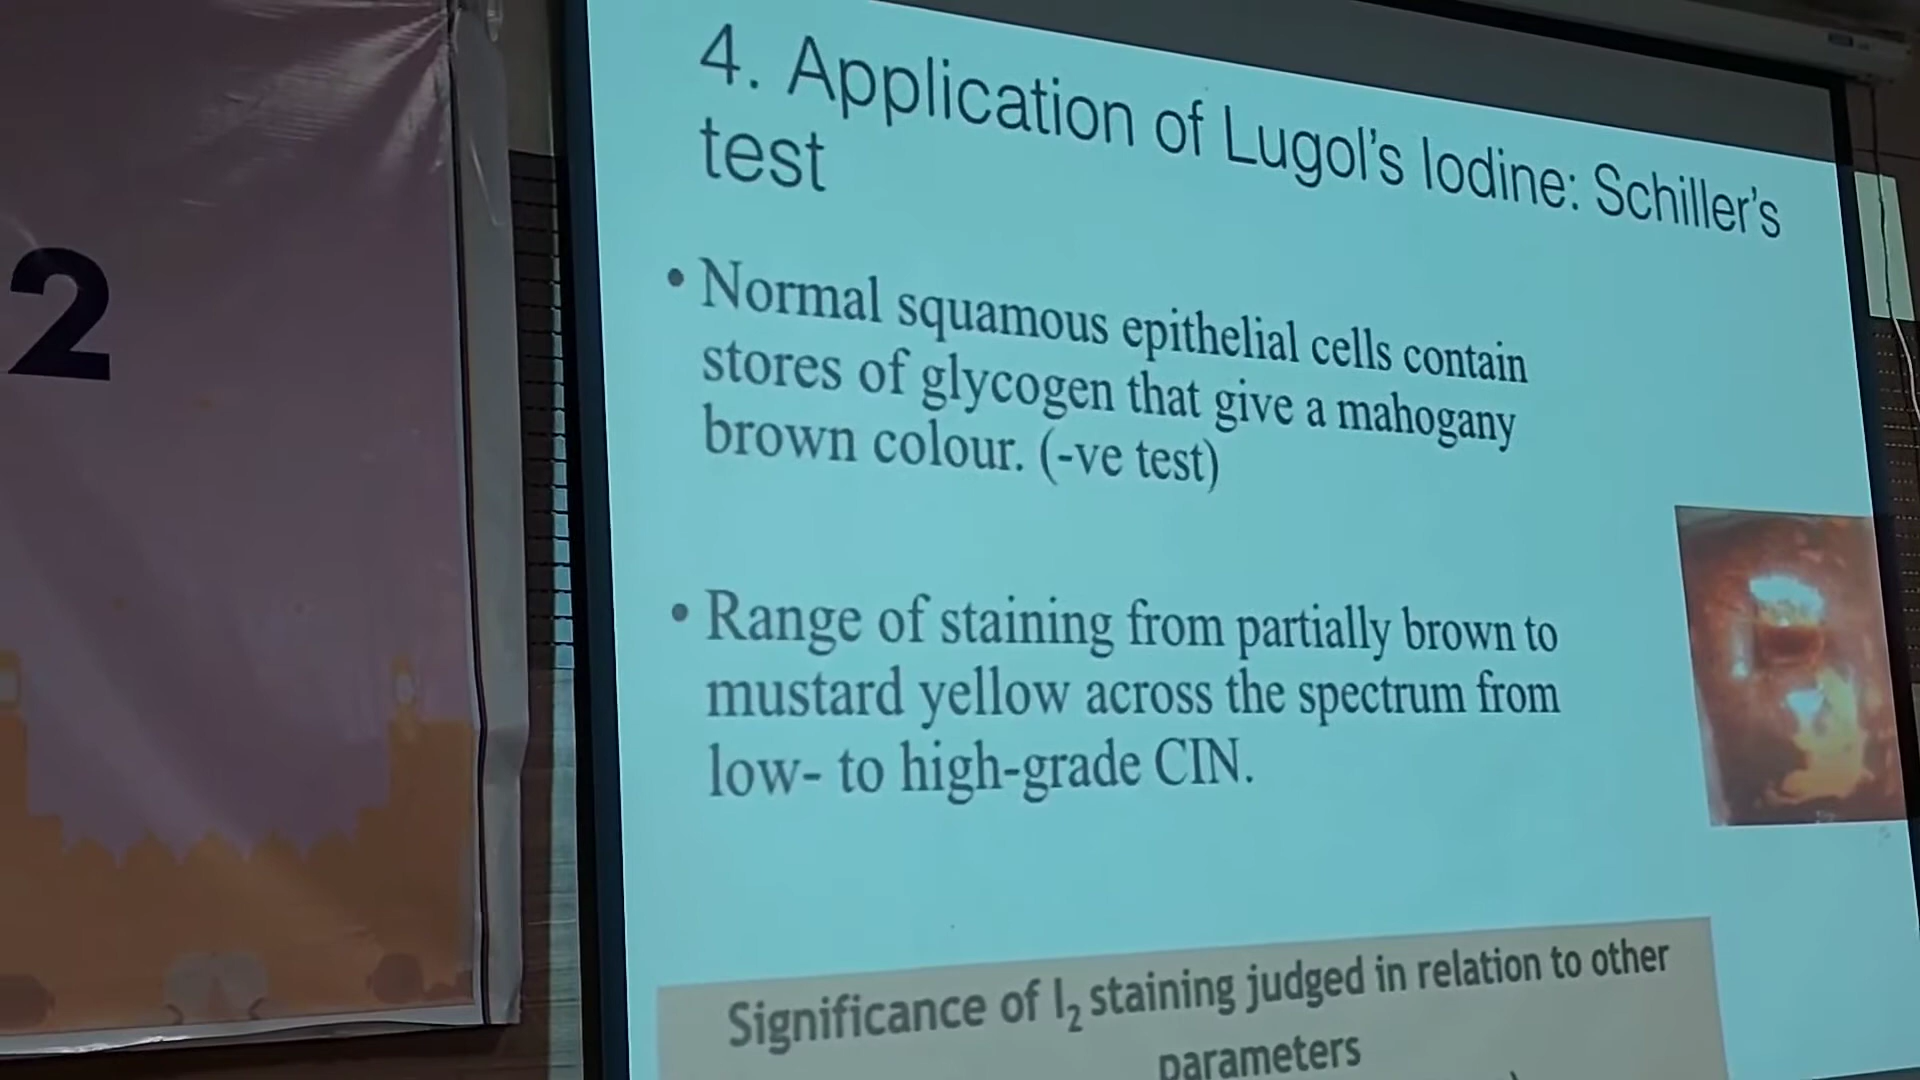 2
4. Application of Lugol's Iodine: Schiller's
test
• Normal squamous epithelial cells contain
stores of glycogen that give a mahogany
brown colour. (-ve test)
• Range of staining from partially brown to
mustard yellow across the spectrum from
low- to high-grade CIN.
Significance of I₂ staining judged in relation to other
parameters